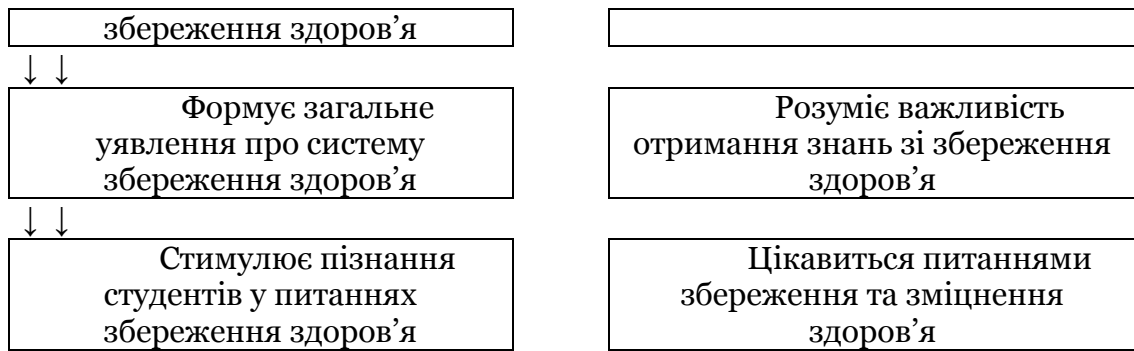 збереження здоров’я
↓ ↓
Формує загальне
уявлення про систему
збереження здоров’я
Розуміє важливість
отримання знань зі збереження
здоров’я
↓ ↓
Стимулює пізнання
студентів у питаннях
збереження здоров’я
Цікавиться питаннями
збереження та зміцнення
здоров’я